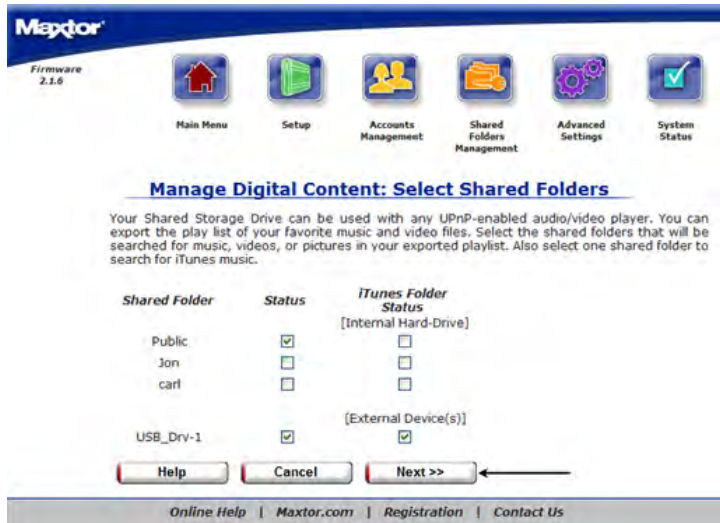 Maxtor
Firmware
2.1.6
Main Menu
Setup
Accounts
Management
Shared
Folders
Management
Advanced
Settings
System
Status
Manage Digital Content: Select Shared Folders
Your Shared Storage Drive can be used with any UPnP-enabled audio/video player. You can
export the play list of your favorite music and video files. Select the shared folders that will be
searched for music, videos, or pictures in your exported playlist. Also select one shared folder to
search for iTunes music.
Shared Folder Status iTunes Folder
Status
[Internal Hard-Drive]
Public
Jon
carl
[External Device(s)]
USB_Drv-1
Help Cancel Next >>
Online Help | Maxtor.com | Registration | Contact Us